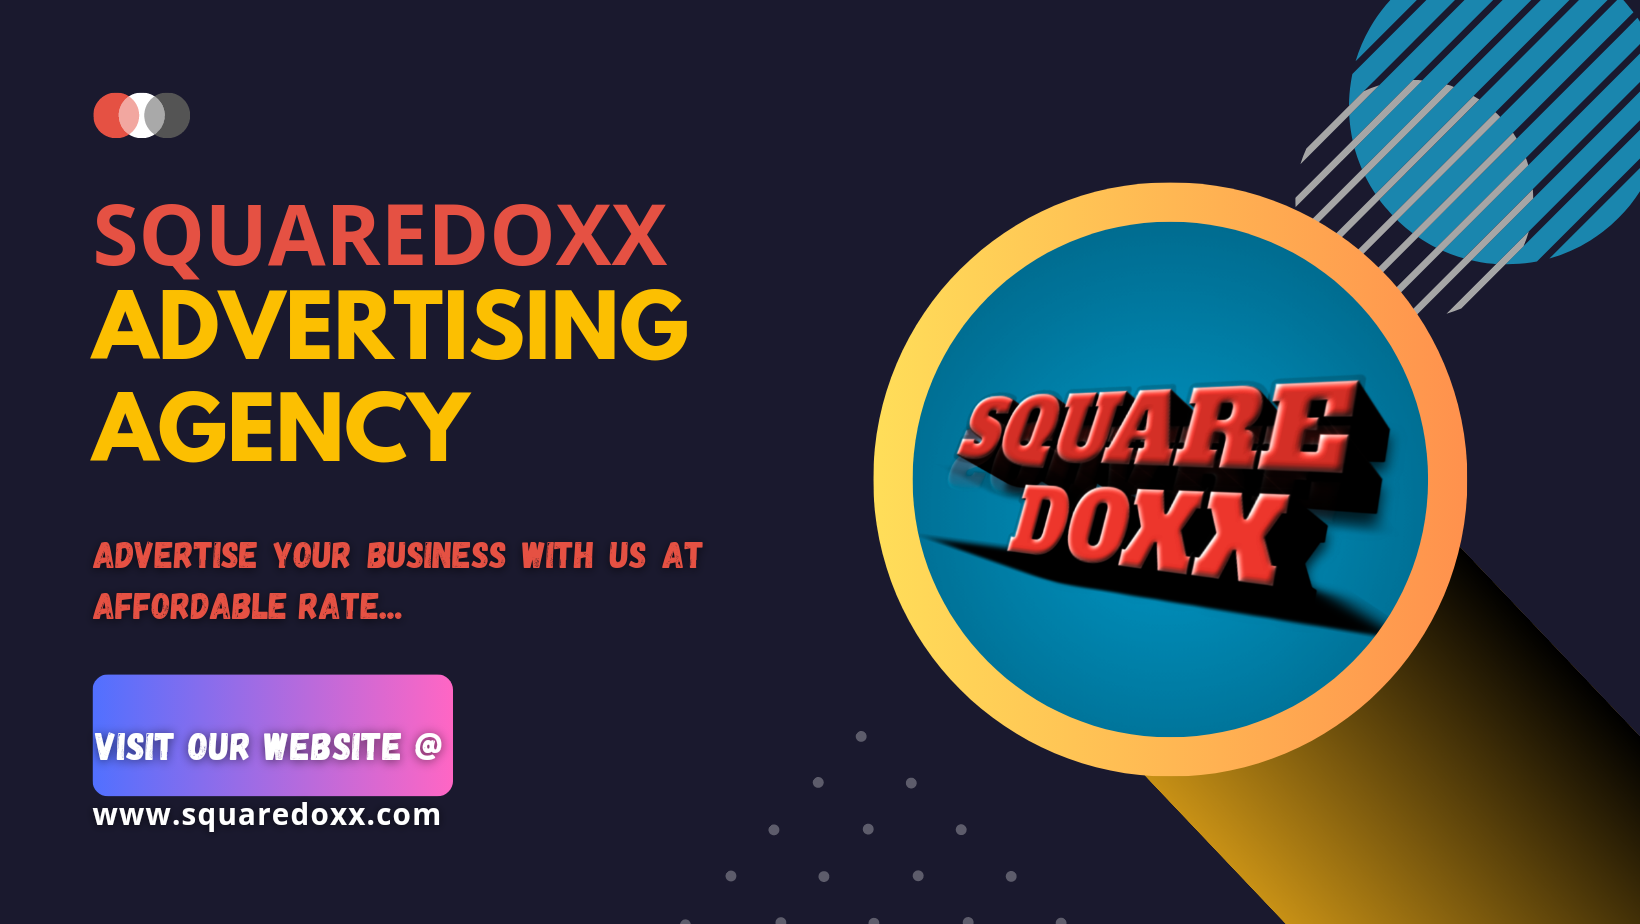 SQUAREDOXX
ADVERTISING
AGENCY
ADVERTISE YOUR BUSINESS WITH US AT
AFFORDABLE RATE...
VISIT OUR WEBSITE @
www.squaredoxx.com
SQUARE
DOXX